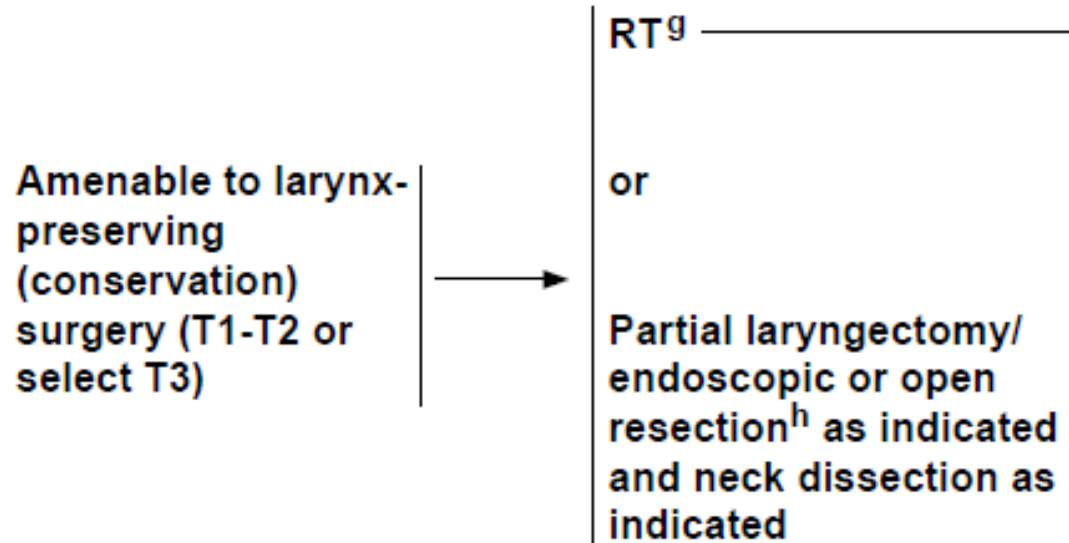 RTg
Amenable to larynx-
preserving
(conservation)
surgery (T1-T2 or
select T3)
or
Partial laryngectomy/
endoscopic or open
resectionh as indicated
and neck dissection as
indicated